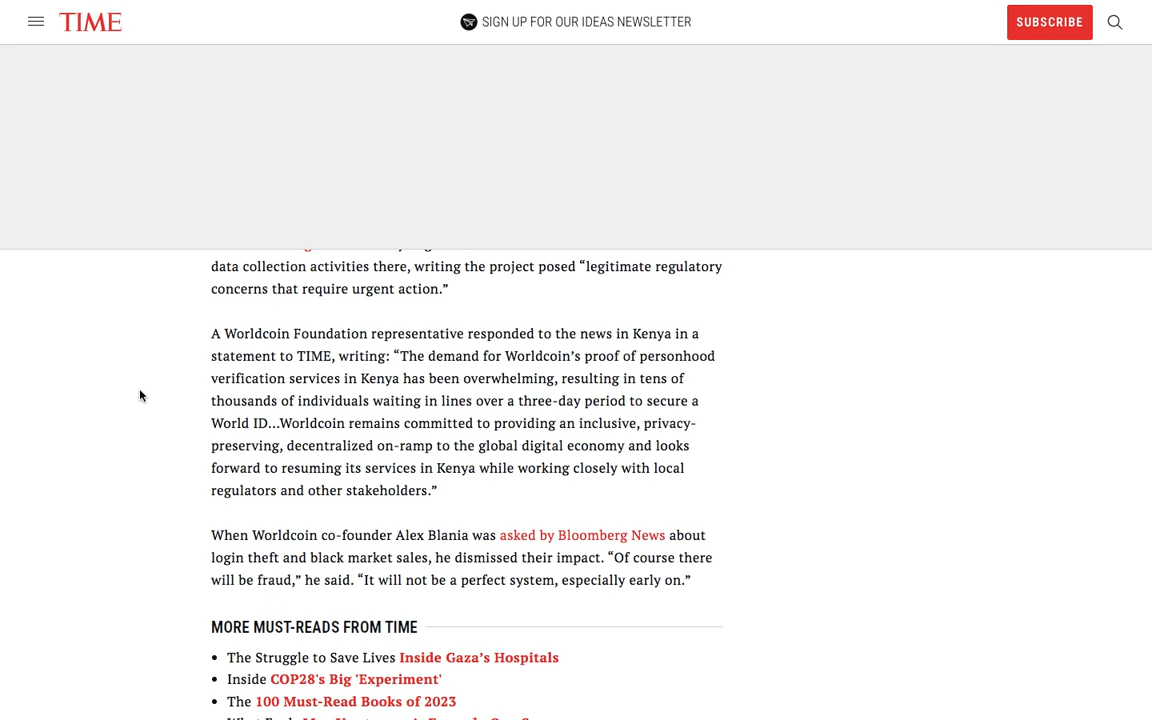 TIME
SIGN UP FOR OUR IDEAS NEWSLETTER
SUBSCRIBE
data collection activities there, writing the project posed “legitimate regulatory
concerns that require urgent action.”
A Worldcoin Foundation representative responded to the news in Kenya in a
statement to TIME, writing: “The demand for Worldcoin’s proof of personhood
verification services in Kenya has been overwhelming, resulting in tens of
thousands of individuals waiting in lines over a three-day period to secure a
World ID...Worldcoin remains committed to providing an inclusive, privacy-
preserving, decentralized on-ramp to the global digital economy and looks
forward to resuming its services in Kenya while working closely with local
regulators and other stakeholders.”
When Worldcoin co-founder Alex Blania was asked by Bloomberg News about
login theft and black market sales, he dismissed their impact. “Of course there
will be fraud,” he said. “It will not be a perfect system, especially early on.”
MORE MUST-READS FROM TIME
• The Struggle to Save Lives Inside Gaza’s Hospitals
• Inside COP28's Big 'Experiment'
• The 100 Must-Read Books of 2023